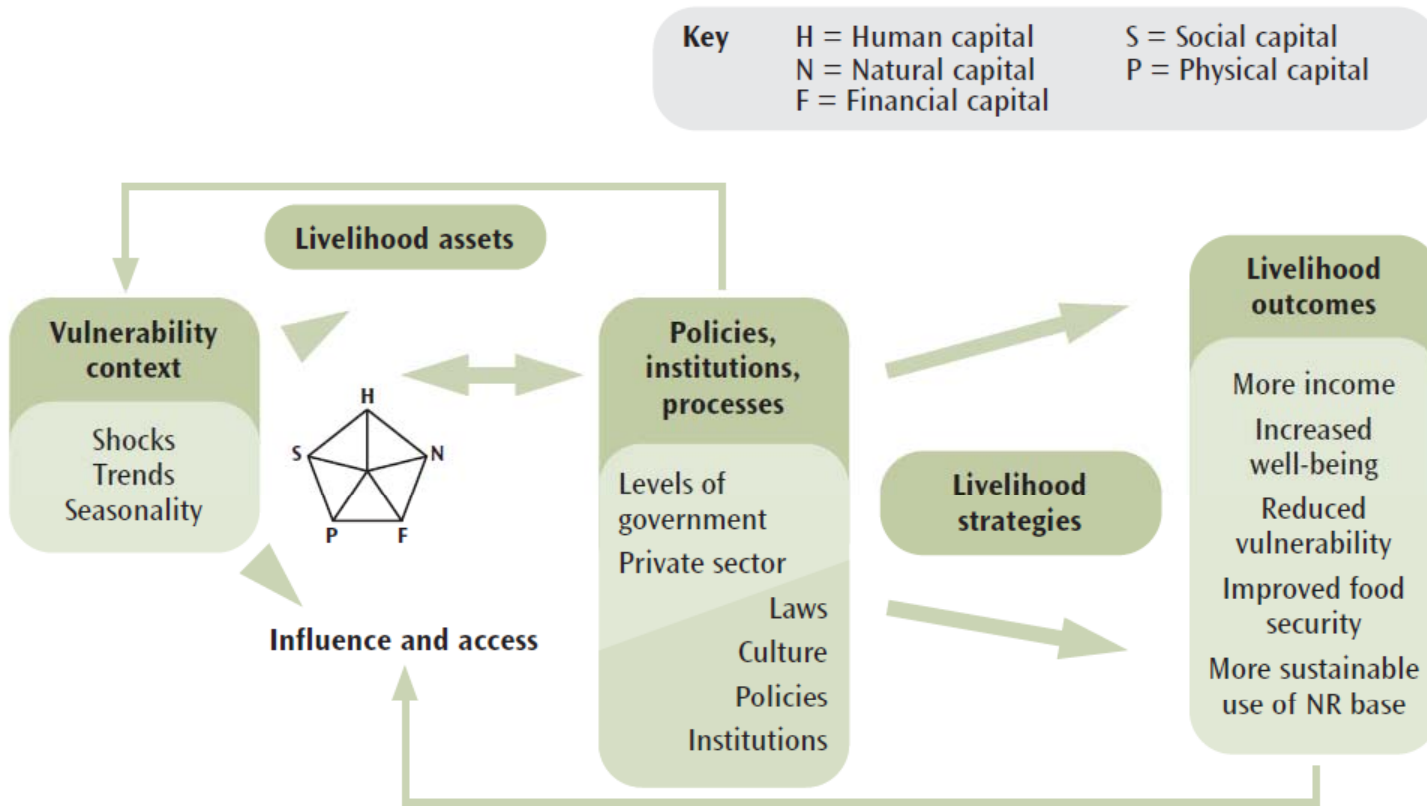 Key
H = Human capital
S = Social capital
N = Natural capital
P = Physical capital
F = Financial capital
Livelihood assets
Vulnerability
context
Shocks
Trends
Seasonality
H
S
N
P
F
Influence and access
Policies,
institutions,
processes
Levels of
government
Private sector
Laws
Culture
Policies
Institutions
Livelihood
strategies
Livelihood
outcomes
More income
Increased
well-being
Reduced
vulnerability
Improved food
security
More sustainable
use of NR base